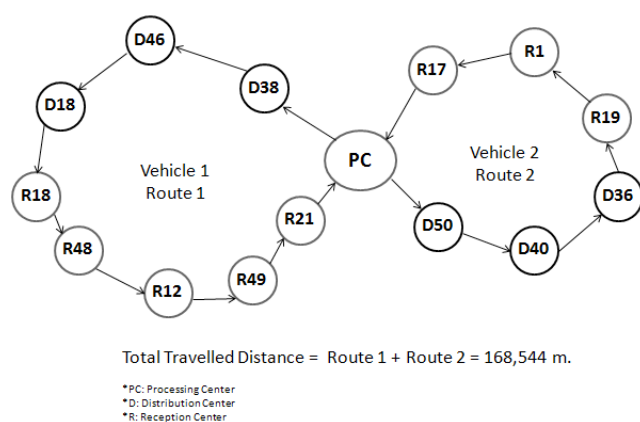 D46
R1
R17
D38
D18
R19
PC
Vehicle 1
Route 1
Vehicle 2
Route 2
R18
D36
R21
D50
R48
D40
R49
R12
Total Travelled Distance = Route 1 + Route 2 = 168,544 m.
*PC: Processing Center
*D: Distribution Center
*R: Reception Center